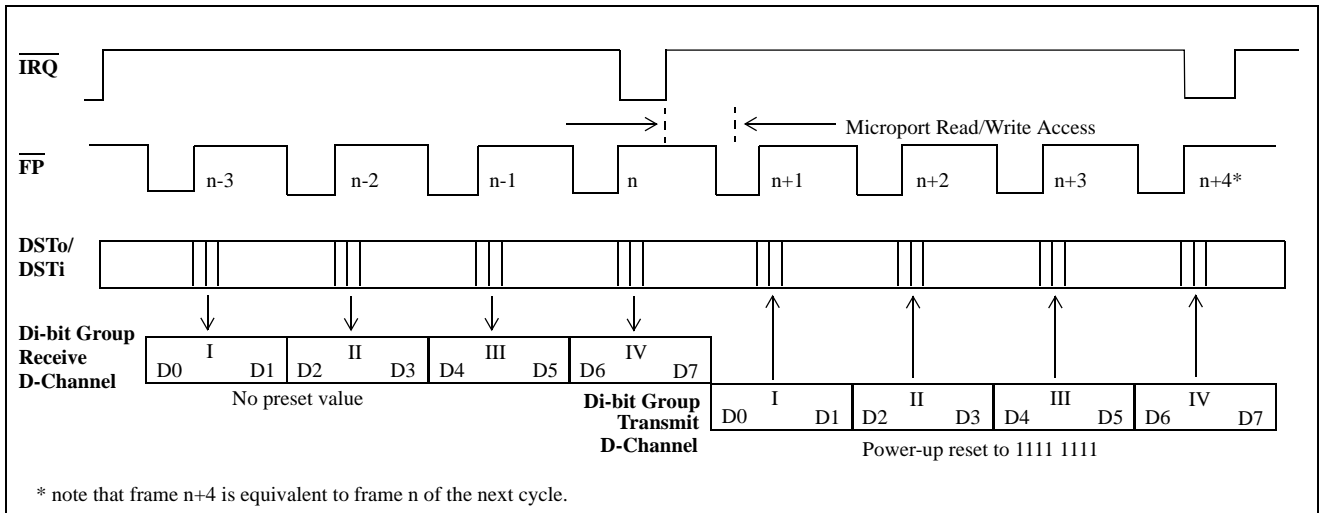 IRQ
Microport Read/Write Access
FP
n-3 n-2 n-1 n n+1 n+2 n+3 n+4*
DSTo/
DSTi
Di-bit Group
Receive
D-Channel
I II III IV
D0 D1 D2 D3 D4 D5 D6 D7
No preset value
Di-bit Group
Transmit
D-Channel
I II III IV
D0 D1 D2 D3 D4 D5 D6 D7
Power-up reset to 1111 1111
* note that frame n+4 is equivalent to frame n of the next cycle.